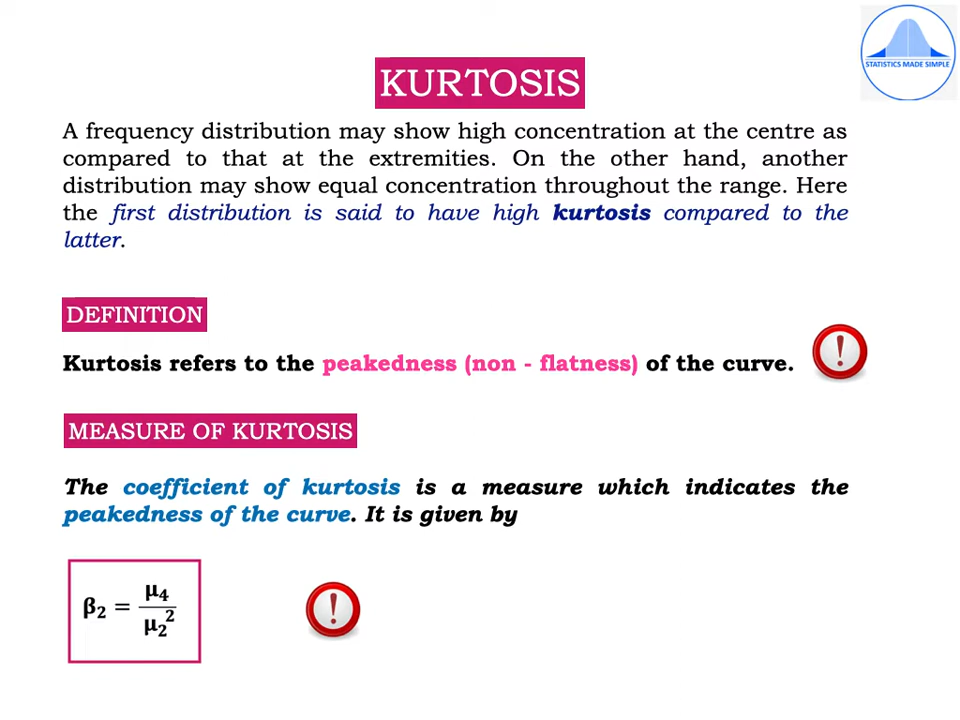 STATISTICS MADE SIMPLE
KURTOSIS
A frequency distribution may show high concentration at the centre as
compared to that at the extremities. On the other hand, another
distribution may show equal concentration throughout the range. Here
the first distribution is said to have high kurtosis compared to the
latter.
DEFINITION
Kurtosis refers to the peakedness (non - flatness) of the curve.
!
MEASURE OF KURTOSIS
The coefficient of kurtosis is a measure which indicates the
peakedness of the curve. It is given by
β₂ = μ₄ / μ₂²
!